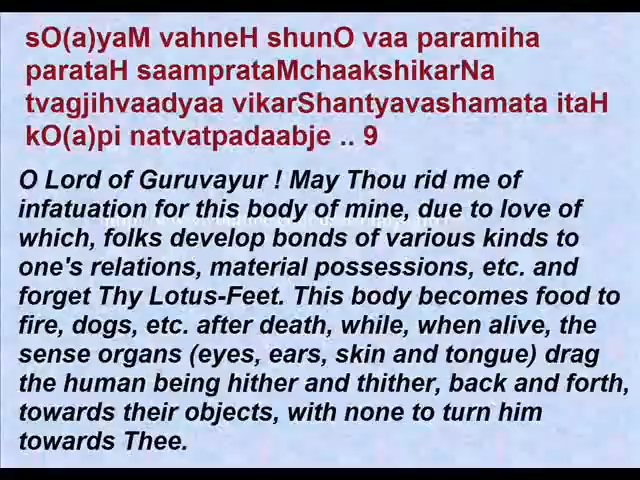 sO(a)yaM vahneH shunO vaa paramiha
parataH saamprataMchaakshikarNa
tvagjihvaadyaa vikarShantyavashamata itaH
kO(a)pi natvatpadaabje .. 9
O Lord of Guruvayur ! May Thou rid me of
infatuation for this body of mine, due to love of
which, folks develop bonds of various kinds to
one's relations, material possessions, etc. and
forget Thy Lotus-Feet. This body becomes food to
fire, dogs, etc. after death, while, when alive, the
sense organs (eyes, ears, skin and tongue) drag
the human being hither and thither, back and forth,
towards their objects, with none to turn him
towards Thee.